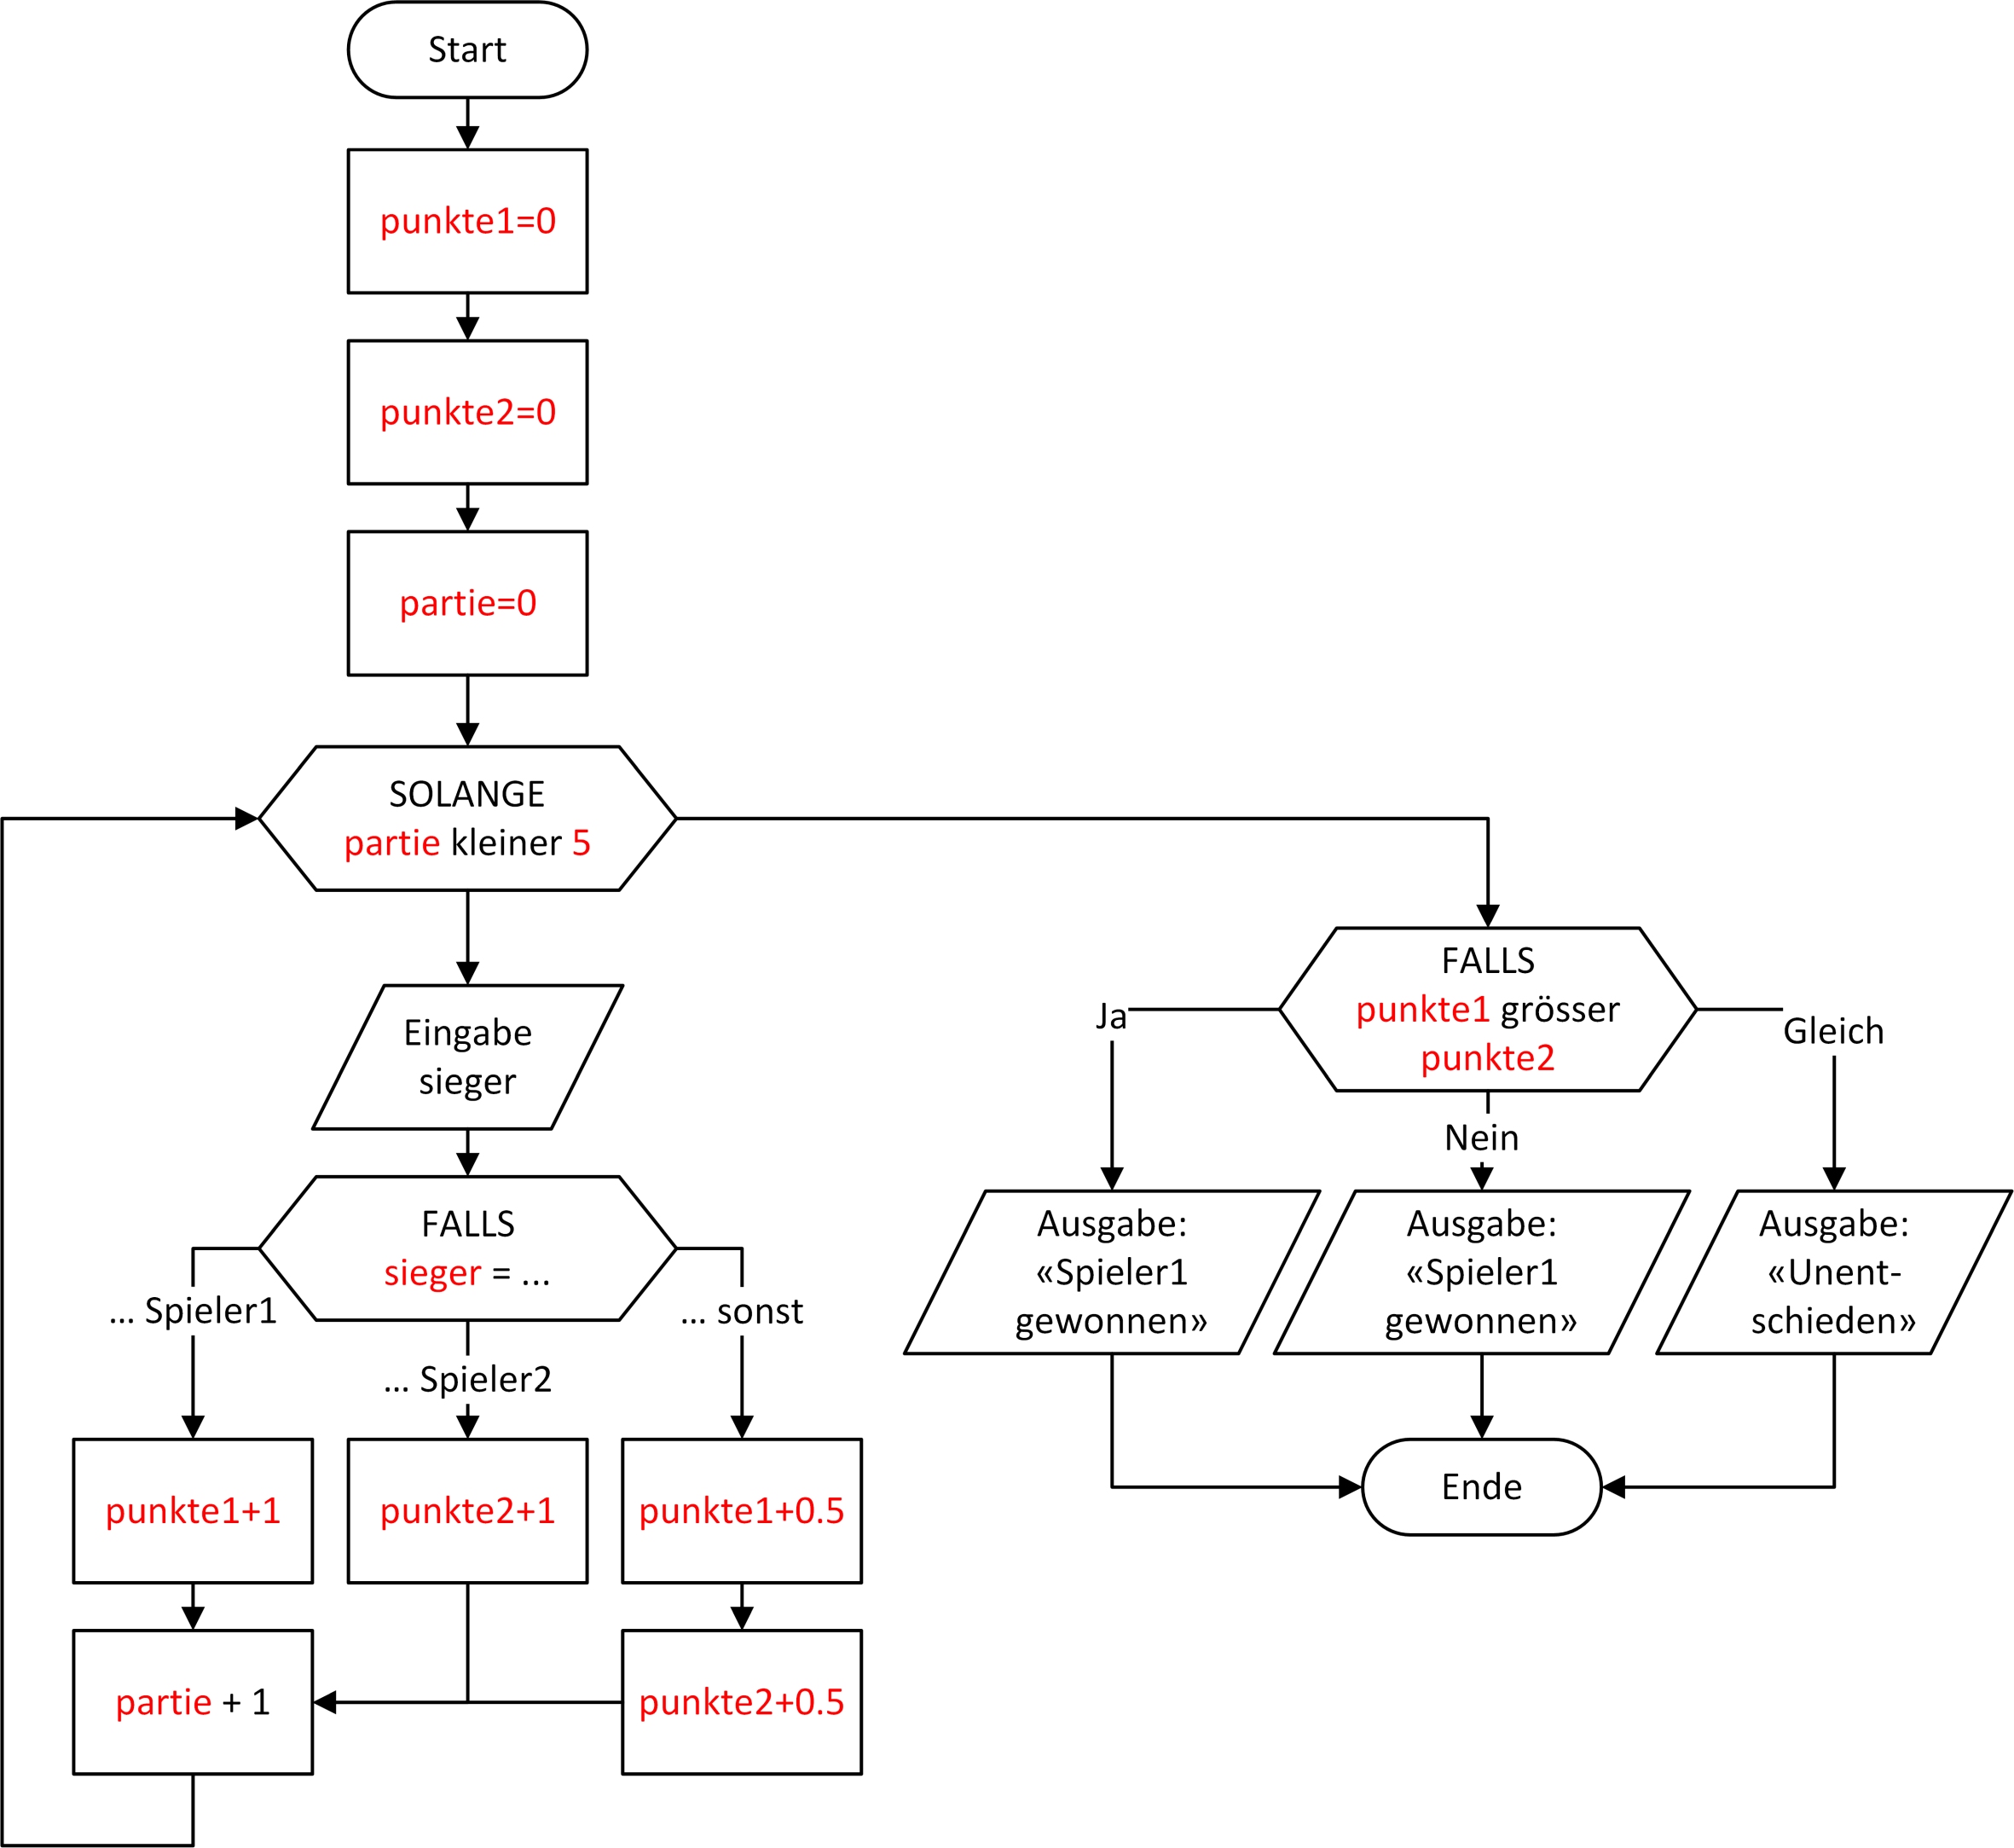 Start
punkte1=0
punkte2=0
partie=0
SOLANGE
partie kleiner 5
Eingabe
sieger
FALLS
sieger = ...
... Spieler1
... Spieler2
... sonst
punkte1+1
punkte2+1
punkte1+0.5
partie + 1
punkte2+0.5
FALLS
punkte1 grösser
punkte2
Ja
Nein
Gleich
Ausgabe:
«Spieler1
gewonnen»
Ausgabe:
«Spieler1
gewonnen»
Ausgabe:
«Unent-
schieden»
Ende